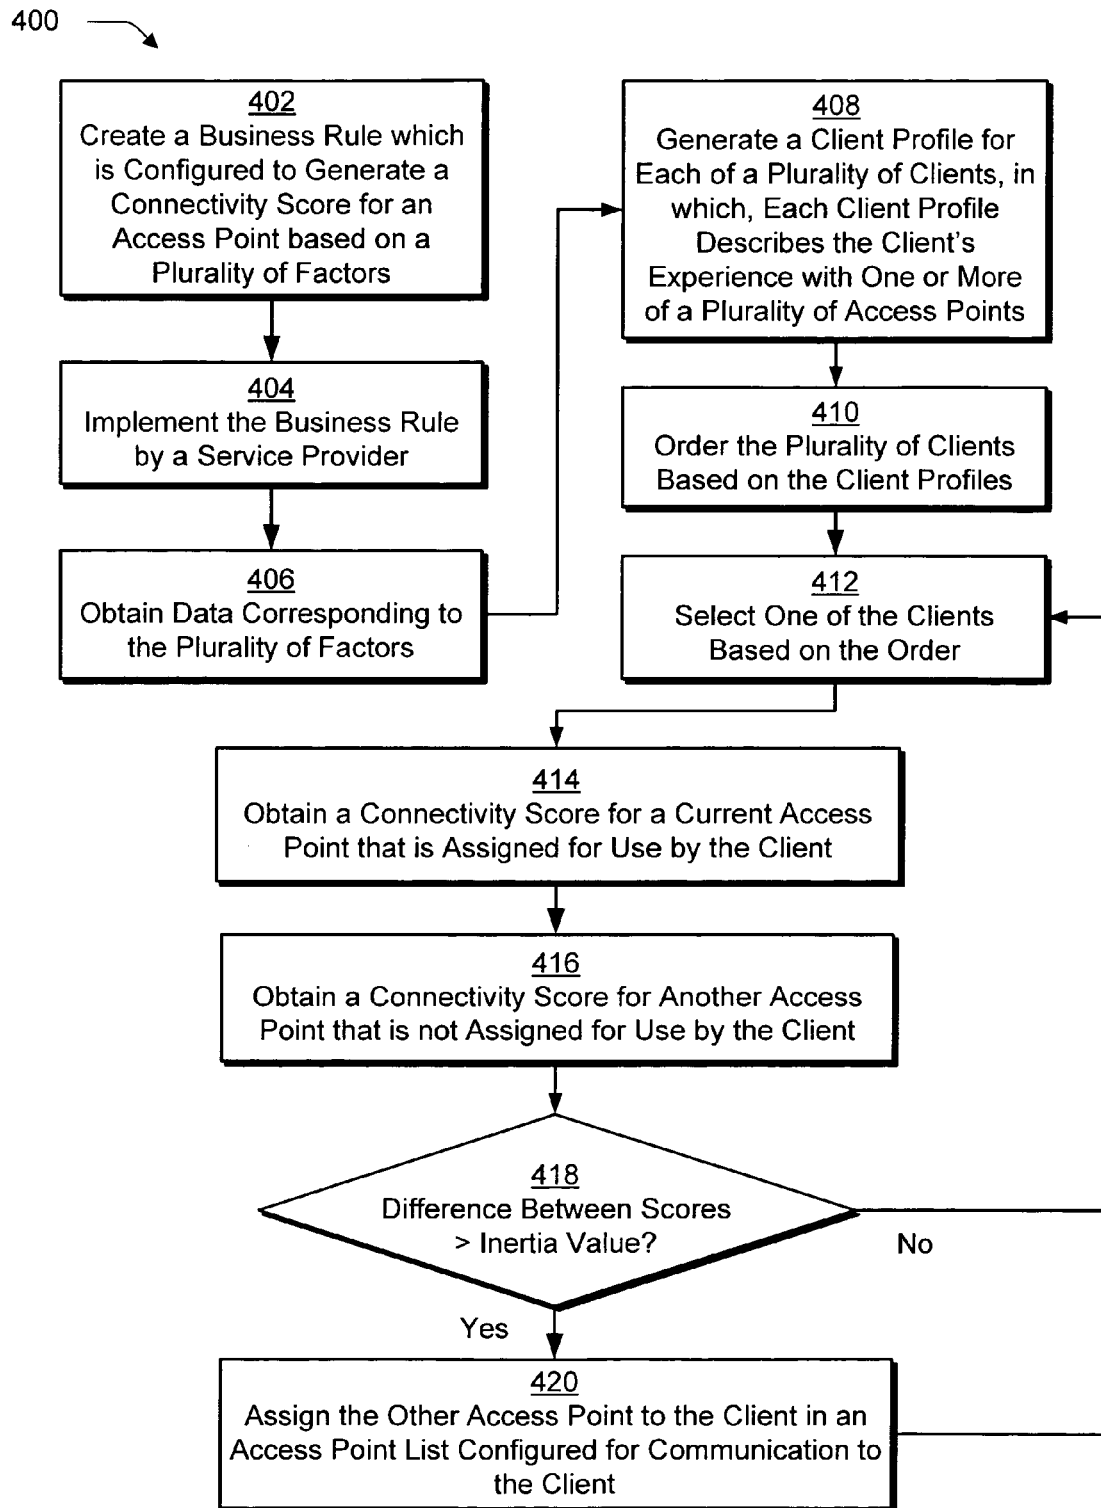 400
402
Create a Business Rule which
is Configured to Generate a
Connectivity Score for an
Access Point based on a
Plurality of Factors
404
Implement the Business Rule
by a Service Provider
406
Obtain Data Corresponding to
the Plurality of Factors
408
Generate a Client Profile for
Each of a Plurality of Clients, in
which, Each Client Profile
Describes the Client's
Experience with One or More
of a Plurality of Access Points
410
Order the Plurality of Clients
Based on the Client Profiles
412
Select One of the Clients
Based on the Order
414
Obtain a Connectivity Score for a Current Access
Point that is Assigned for Use by the Client
416
Obtain a Connectivity Score for Another Access
Point that is not Assigned for Use by the Client
418
Difference Between Scores
> Inertia Value?
No
Yes
420
Assign the Other Access Point to the Client in an
Access Point List Configured for Communication to
the Client